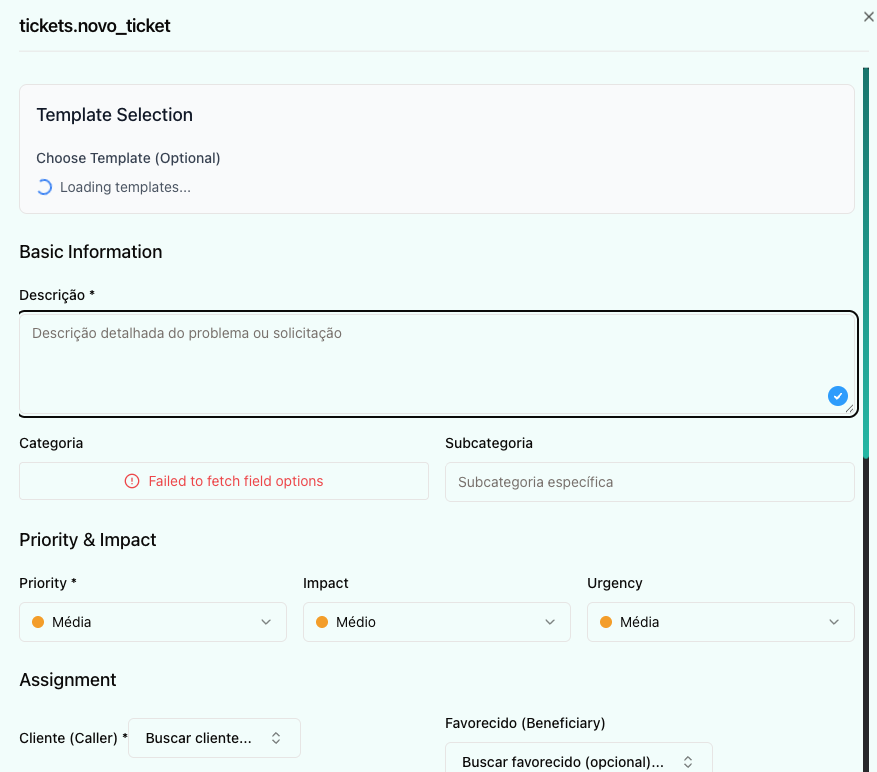 tickets.novo_ticket
Template Selection
Choose Template (Optional)
Loading templates...
Basic Information
Descrição *
Descrição detalhada do problema ou solicitação
Categoria
Subcategoria
Failed to fetch field options
Subcategoria específica
Priority & Impact
Priority *
Impact
Urgency
Média
Médio
Média
Assignment
Cliente (Caller) *
Buscar cliente...
Favorecido (Beneficiary)
Buscar favorecido (opcional)...